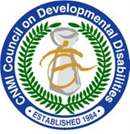 CNMI Council on Developmental Disabilities
• ESTABLISHED 1984 •